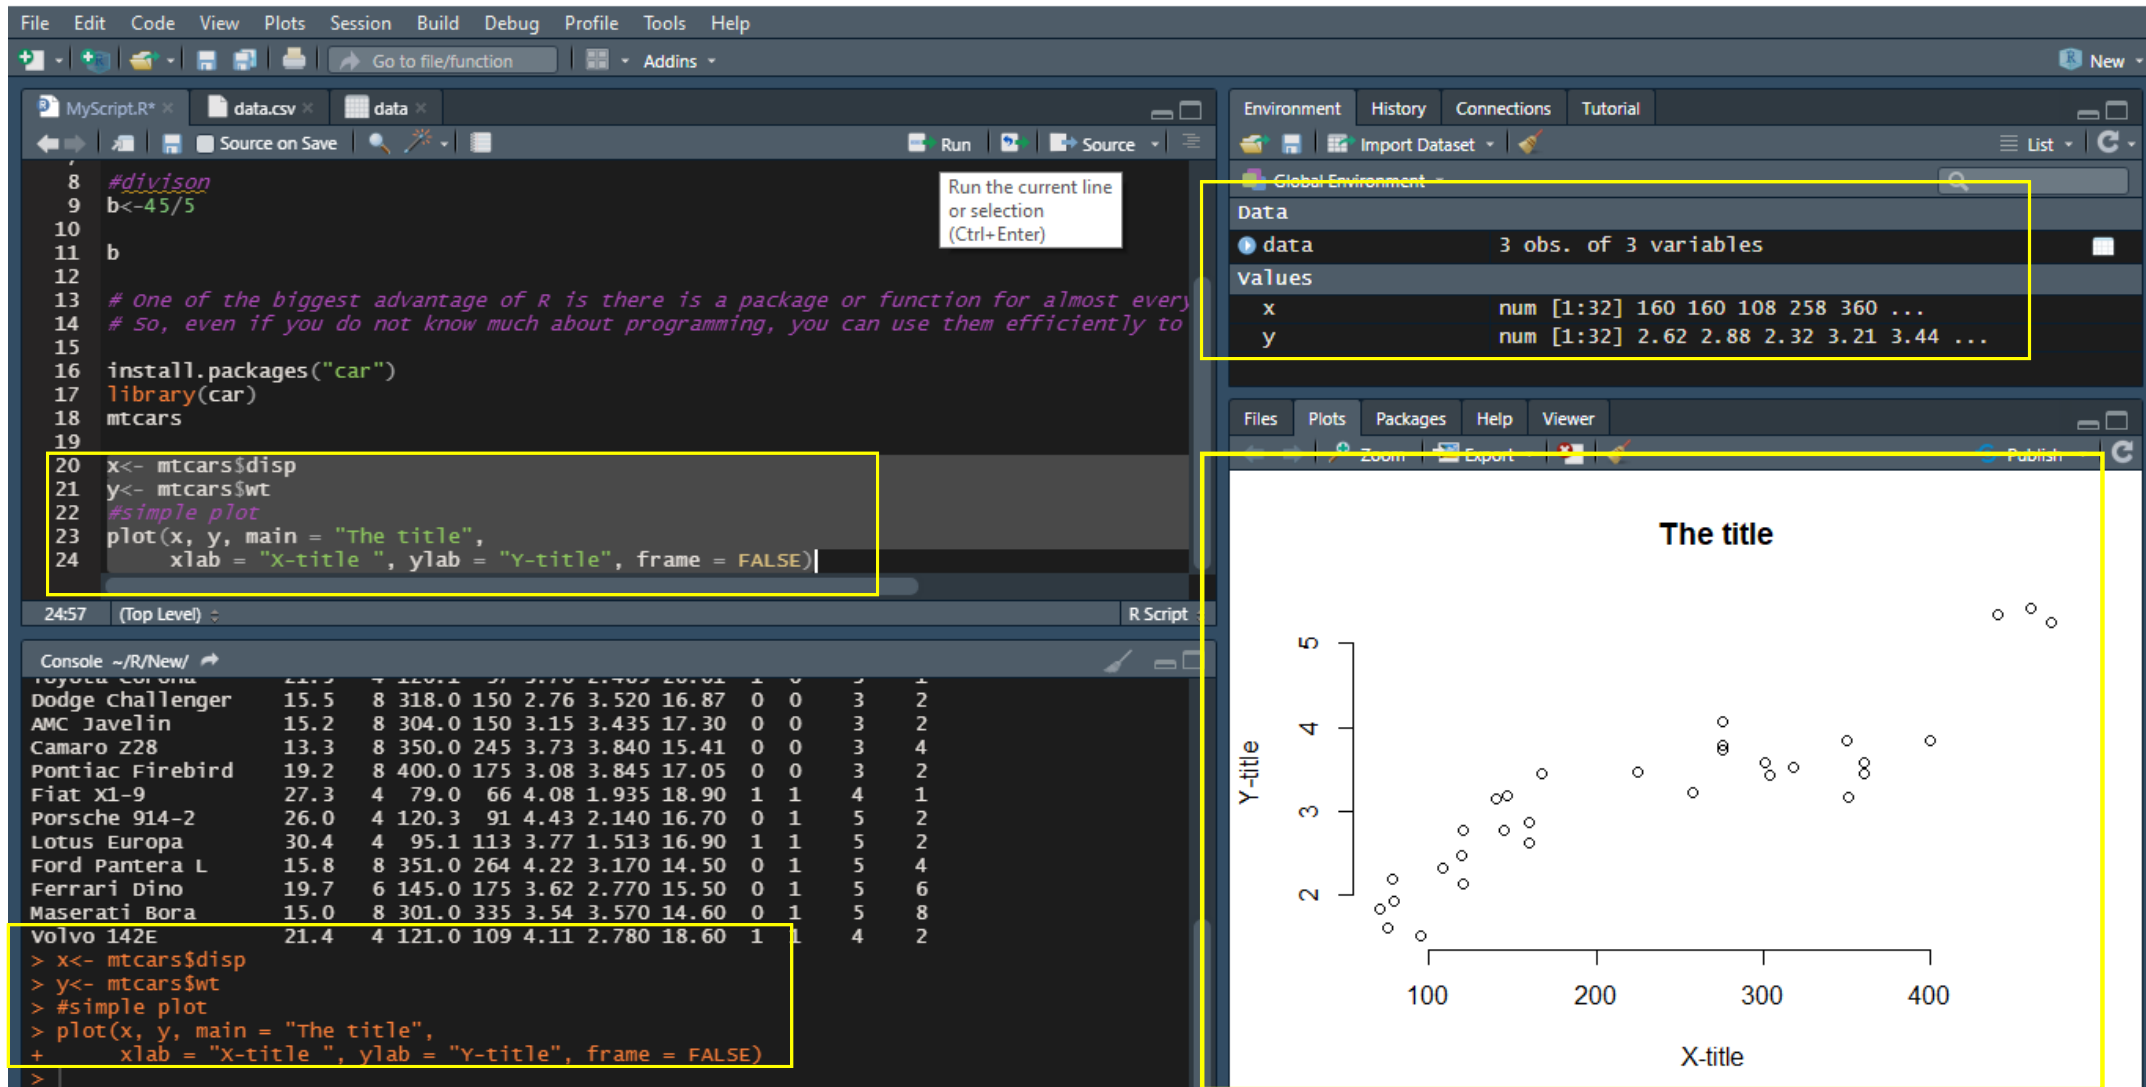 File Edit Code View Plots Session Build Debug Profile Tools Help
Go to file/function Addins New
MyScript.R* data.csv data
Source on Save Run Source
8 #divison
9 b<-45/5
10
11 b
12
13 # One of the biggest advantage of R is there is a package or function for almost every
14 # So, even if you do not know much about programming, you can use them efficiently to
15
16 install.packages("car")
17 library(car)
18 mtcars
19
20 x<- mtcars$disp
21 y<- mtcars$wt
22 #simple plot
23 plot(x, y, main = "The title",
24 xlab = "X-title ", ylab = "Y-title", frame = FALSE)
Run the current line
or selection
(Ctrl+Enter)
24:57 (Top Level) R Script
Console ~/R/New/
Toyota Corona
Dodge Challenger 15.5 8 318.0 150 2.76 3.520 16.87 0 0 3 2
AMC Javelin 15.2 8 304.0 150 3.15 3.435 17.30 0 0 3 2
Camaro Z28 13.3 8 350.0 245 3.73 3.840 15.41 0 0 3 4
Pontiac Firebird 19.2 8 400.0 175 3.08 3.845 17.05 0 0 3 2
Fiat X1-9 27.3 4 79.0 66 4.08 1.935 18.90 1 1 4 1
Porsche 914-2 26.0 4 120.3 91 4.43 2.140 16.70 0 1 5 2
Lotus Europa 30.4 4 95.1 113 3.77 1.513 16.90 1 1 5 2
Ford Pantera L 15.8 8 351.0 264 4.22 3.170 14.50 0 1 5 4
Ferrari Dino 19.7 6 145.0 175 3.62 2.770 15.50 0 1 5 6
Maserati Bora 15.0 8 301.0 335 3.54 3.570 14.60 0 1 5 8
Volvo 142E 21.4 4 121.0 109 4.11 2.780 18.60 1 1 4 2
> x<- mtcars$disp
> y<- mtcars$wt
> #simple plot
> plot(x, y, main = "The title",
+ xlab = "X-title ", ylab = "Y-title", frame = FALSE)
>
Environment History Connections Tutorial
Import Dataset List
Global Environment
Data
data 3 obs. of 3 variables
Values
x num [1:32] 160 160 108 258 360 ...
y num [1:32] 2.62 2.88 2.32 3.21 3.44 ...
Files Plots Packages Help Viewer
Zoom Export Publish
The title
5
4
3
2
Y-title
100 200 300 400
X-title